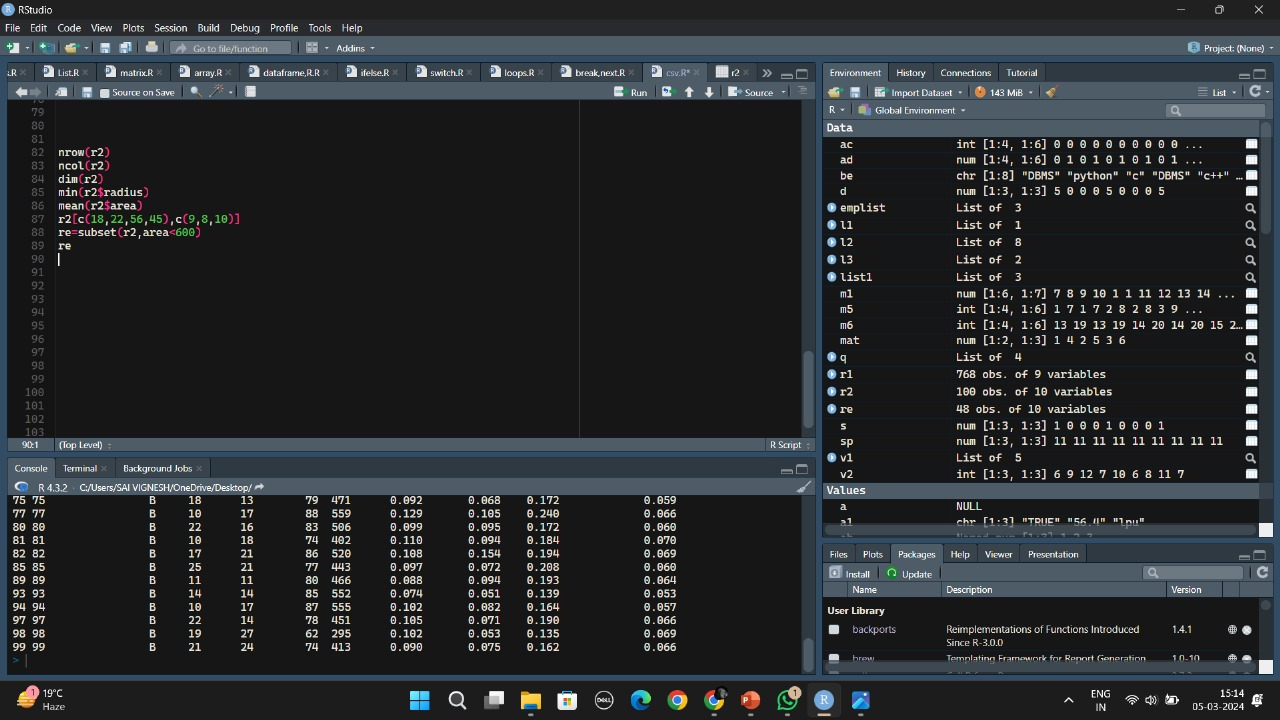 RStudio
File Edit Code View Plots Session Build Debug Profile Tools Help
Go to file/function Addins Project: (None)
s.R List.R matrix.R array.R dataframe,R.R ifelse.R switch.R loops.R break,next.R csv.R* r2
Source on Save Run Source
79
80
81
82 nrow(r2)
83 ncol(r2)
84 dim(r2)
85 min(r2$radius)
86 mean(r2$area)
87 r2[c(18,22,56,45),c(9,8,10)]
88 re=subset(r2,area<600)
89 re
90
91
92
93
94
95
96
97
98
99
100
101
102
103
90:1 (Top Level) R Script
Console Terminal Background Jobs
R 4.3.2 · C:/Users/SAI VIGNESH/OneDrive/Desktop/
75 75 B 18 13 79 471 0.092 0.068 0.172 0.059
77 77 B 10 17 88 559 0.129 0.105 0.240 0.066
80 80 B 22 16 83 506 0.099 0.095 0.172 0.060
81 81 B 10 18 74 402 0.110 0.094 0.184 0.070
82 82 B 17 21 86 520 0.108 0.154 0.194 0.069
85 85 B 25 21 77 443 0.097 0.072 0.208 0.060
89 89 B 11 11 80 466 0.088 0.094 0.193 0.064
93 93 B 14 14 85 552 0.074 0.051 0.139 0.053
94 94 B 10 17 87 555 0.102 0.082 0.164 0.057
97 97 B 22 14 78 451 0.105 0.071 0.190 0.066
98 98 B 19 27 62 295 0.102 0.053 0.135 0.069
99 99 B 21 24 74 413 0.090 0.075 0.162 0.066
>
Environment History Connections Tutorial
Import Dataset 143 MiB List
R Global Environment
Data
ac int [1:4, 1:6] 0 0 0 0 0 0 0 0 0 0 ...
ad num [1:4, 1:6] 0 1 0 1 0 1 0 1 0 1 ...
be chr [1:8] "DBMS" "python" "c" "DBMS" "c++" …
d num [1:3, 1:3] 5 0 0 0 5 0 0 0 5
emplist List of 3
l1 List of 1
l2 List of 8
l3 List of 2
list1 List of 3
m1 num [1:6, 1:7] 7 8 9 10 1 1 11 12 13 14 ...
m5 int [1:4, 1:6] 1 7 1 7 2 8 2 8 3 9 ...
m6 int [1:4, 1:6] 13 19 13 19 14 20 14 20 15 2…
mat num [1:2, 1:3] 1 4 2 5 3 6
q List of 4
r1 768 obs. of 9 variables
r2 100 obs. of 10 variables
re 48 obs. of 10 variables
s num [1:3, 1:3] 1 0 0 0 1 0 0 0 1
sp num [1:3, 1:3] 11 11 11 11 11 11 11 11 11
v1 List of 5
v2 int [1:3, 1:3] 6 9 12 7 10 6 8 11 7
Values
a NULL
a1 chr [1:3] "TRUE" "56.4" "lpu"
Files Plots Packages Help Viewer Presentation
Install Update
Name Description Version
User Library
backports Reimplementations of Functions Introduced Since R-3.0.0 1.4.1
brew Templating Framework for Report Generation 1.0-10
1 19°C
Haze
DELL
1
ENG
IN
15:14
05-03-2024